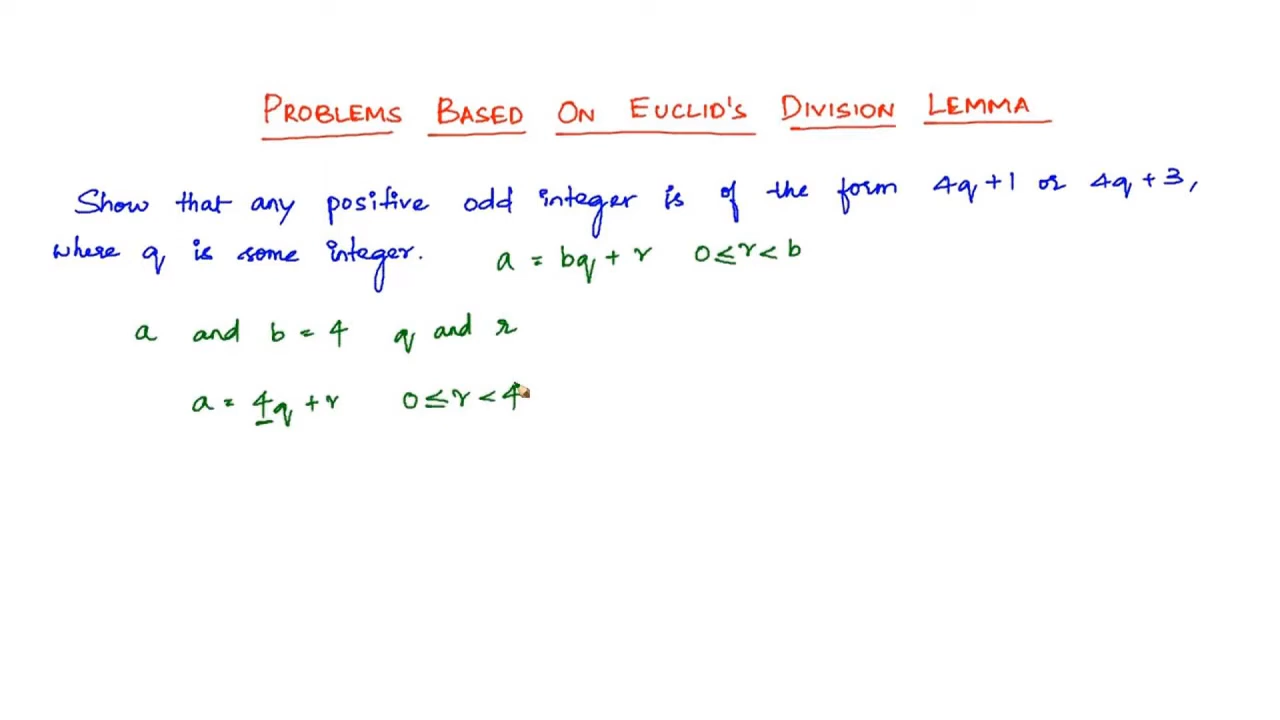 PROBLEMS BASED ON EUCLID'S DIVISION LEMMA
Show that any positive odd integer is of the form 4q+1 or 4q+3,
where q is some integer. a = bq + r 0≤r<b
a and b = 4 q and r
a = 4q + r 0≤r<4